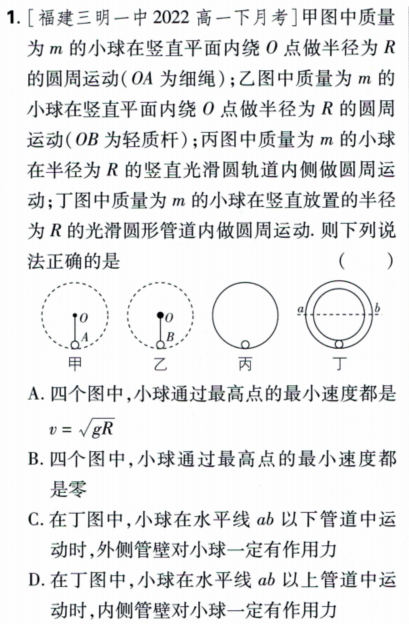 1. [福建三明一中 2022 高一下月考]甲图中质量
为 m 的小球在竖直平面内绕 O 点做半径为 R
的圆周运动(OA 为细绳);乙图中质量为 m 的
小球在竖直平面内绕 O 点做半径为 R 的圆周
运动(OB 为轻质杆);丙图中质量为 m 的小球
在半径为 R 的竖直光滑圆轨道内侧做圆周运
动;丁图中质量为 m 的小球在竖直放置的半径
为 R 的光滑圆形管道内做圆周运动. 则下列说
法正确的是 ( )
O A O B a b
甲 乙 丙 丁
A. 四个图中,小球通过最高点的最小速度都是
v = √gR
B. 四个图中,小球通过最高点的最小速度都
是零
C. 在丁图中,小球在水平线 ab 以下管道中运
动时,外侧管壁对小球一定有作用力
D. 在丁图中,小球在水平线 ab 以上管道中运
动时,内侧管壁对小球一定有作用力